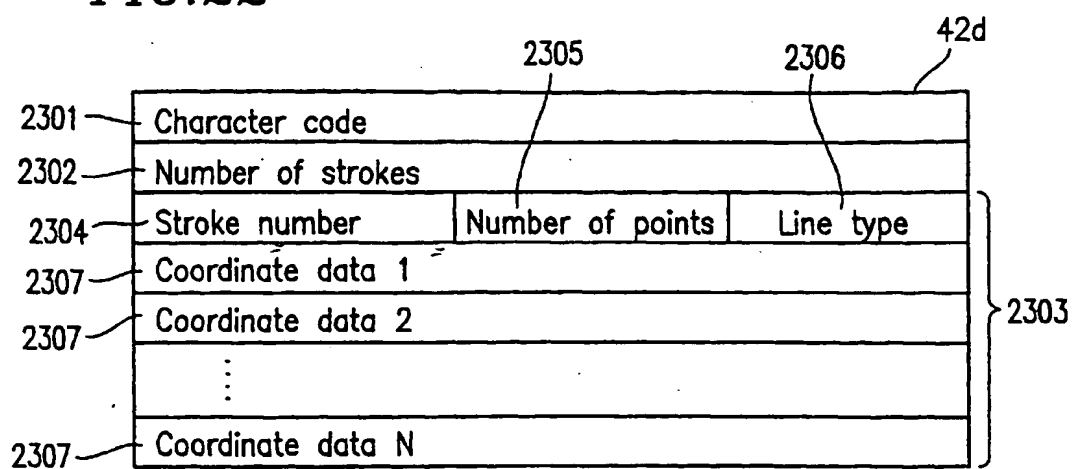 42d
2305 2306
2301 Character code
2302 Number of strokes
2304 Stroke number Number of points Line type
2307 Coordinate data 1
2307 Coordinate data 2
2303
2307 Coordinate data N